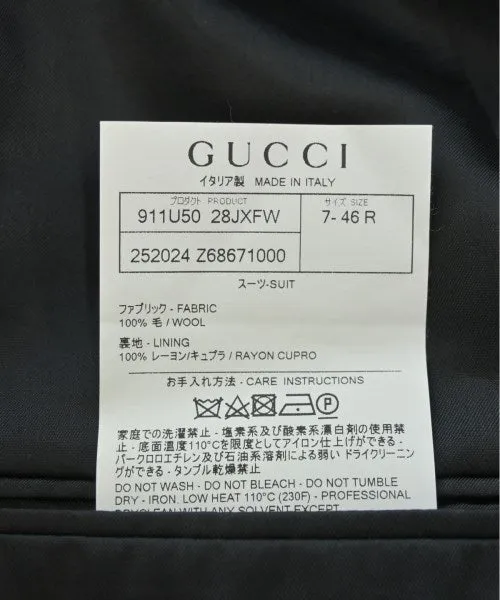 GUCCI
イタリア製 MADE IN ITALY
プロダクト PRODUCT サイズ SIZE
911U50 28JXFW 7- 46 R
252024 Z68671000
スーツ-SUIT
ファブリック - FABRIC
100% 毛 / WOOL
裏地 - LINING
100% レーヨン/キュプラ / RAYON CUPRO
お手入れ方法 - CARE INSTRUCTIONS
P
家庭での洗濯禁止 - 塩素系及び酸素系漂白剤の使用禁
止 - 底面温度110°Cを限度としてアイロン仕上げができる -
パークロロエチレン及び石油系溶剤による弱い ドライクリーニン
グができる - タンブル乾燥禁止
DO NOT WASH - DO NOT BLEACH - DO NOT TUMBLE
DRY - IRON. LOW HEAT 110°C (230F) - PROFESSIONAL
DRYCLEAN WITH ANY SOLVENT EXCEPT